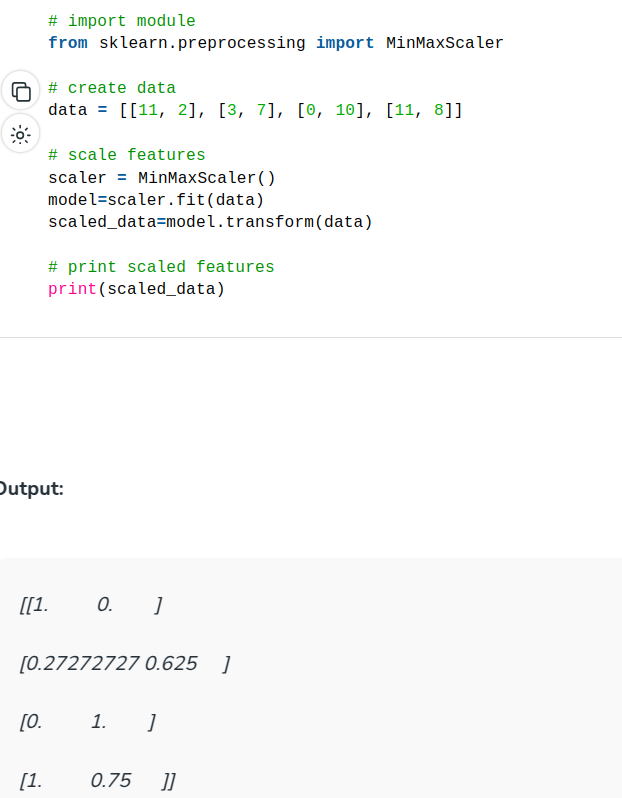 # import module
from sklearn.preprocessing import MinMaxScaler
# create data
data = [[11, 2], [3, 7], [0, 10], [11, 8]]
# scale features
scaler = MinMaxScaler()
model=scaler.fit(data)
scaled_data=model.transform(data)
# print scaled features
print(scaled_data)
Output:
[[1. 0. ]
[0.27272727 0.625 ]
[0. 1. ]
[1. 0.75 ]]